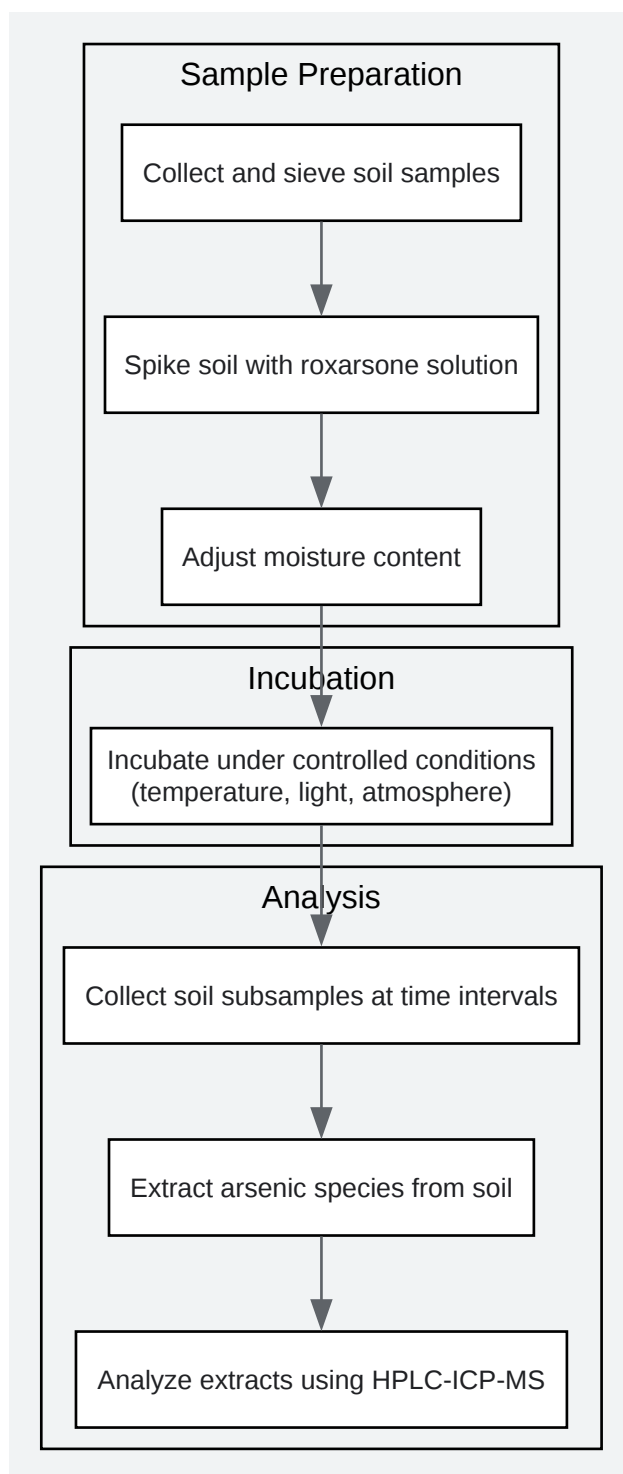 Sample Preparation
Collect and sieve soil samples
Spike soil with roxarsone solution
Adjust moisture content
Incubation
Incubate under controlled conditions
(temperature, light, atmosphere)
Analysis
Collect soil subsamples at time intervals
Extract arsenic species from soil
Analyze extracts using HPLC-ICP-MS